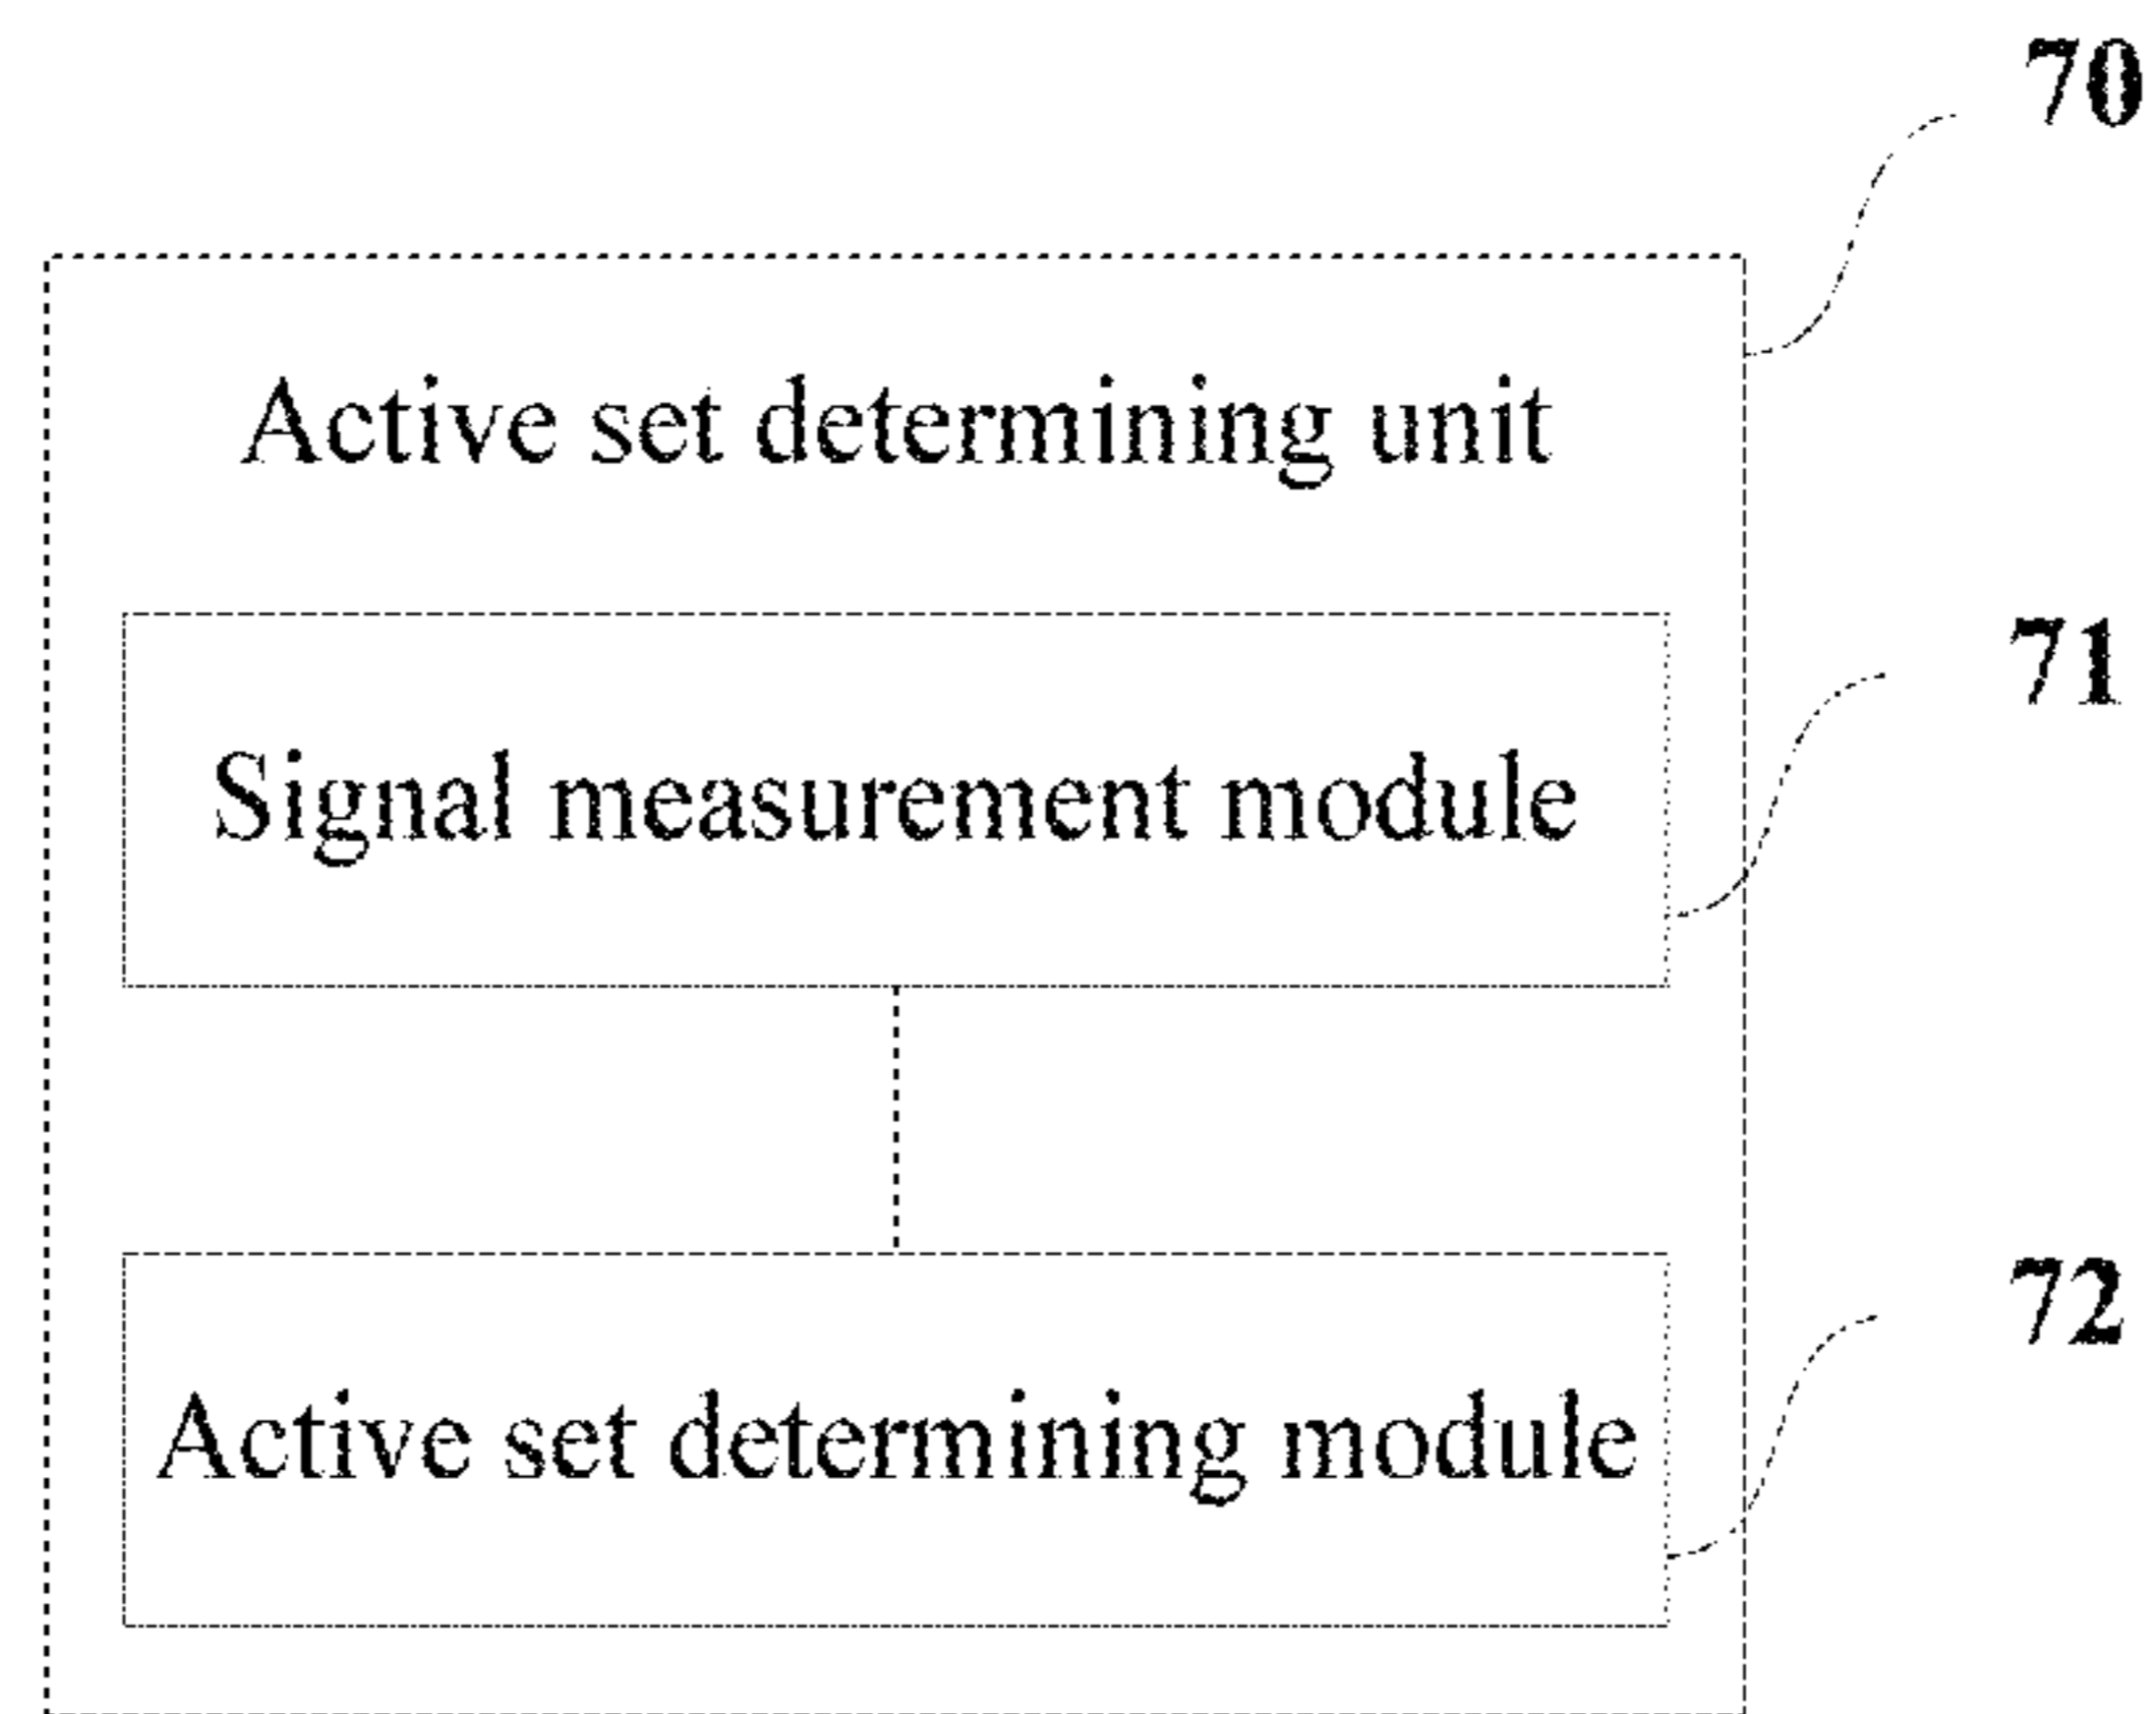 70
Active set determining unit
71
Signal measurement module
72
Active set determining module